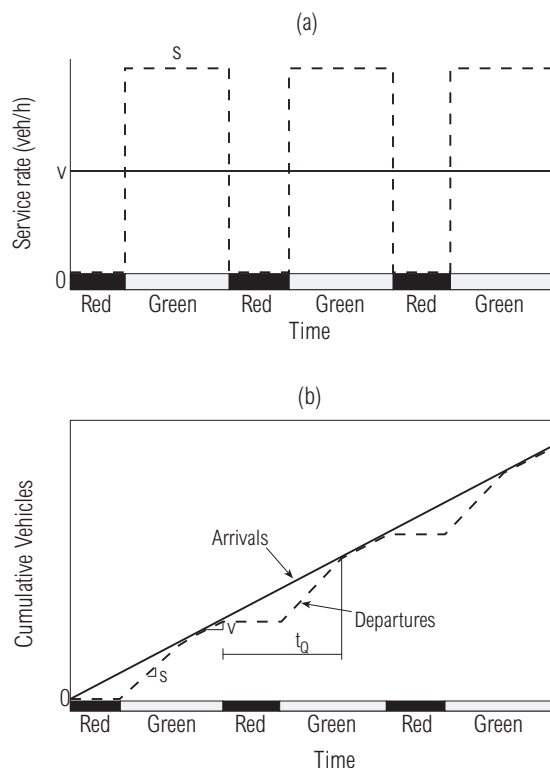 (a)
s
Service rate (veh/h)
v
0
Red Green Red Green Red Green
Time
(b)
Cumulative Vehicles
Arrivals
Departures
v
t_Q
s
0
Red Green Red Green Red Green
Time